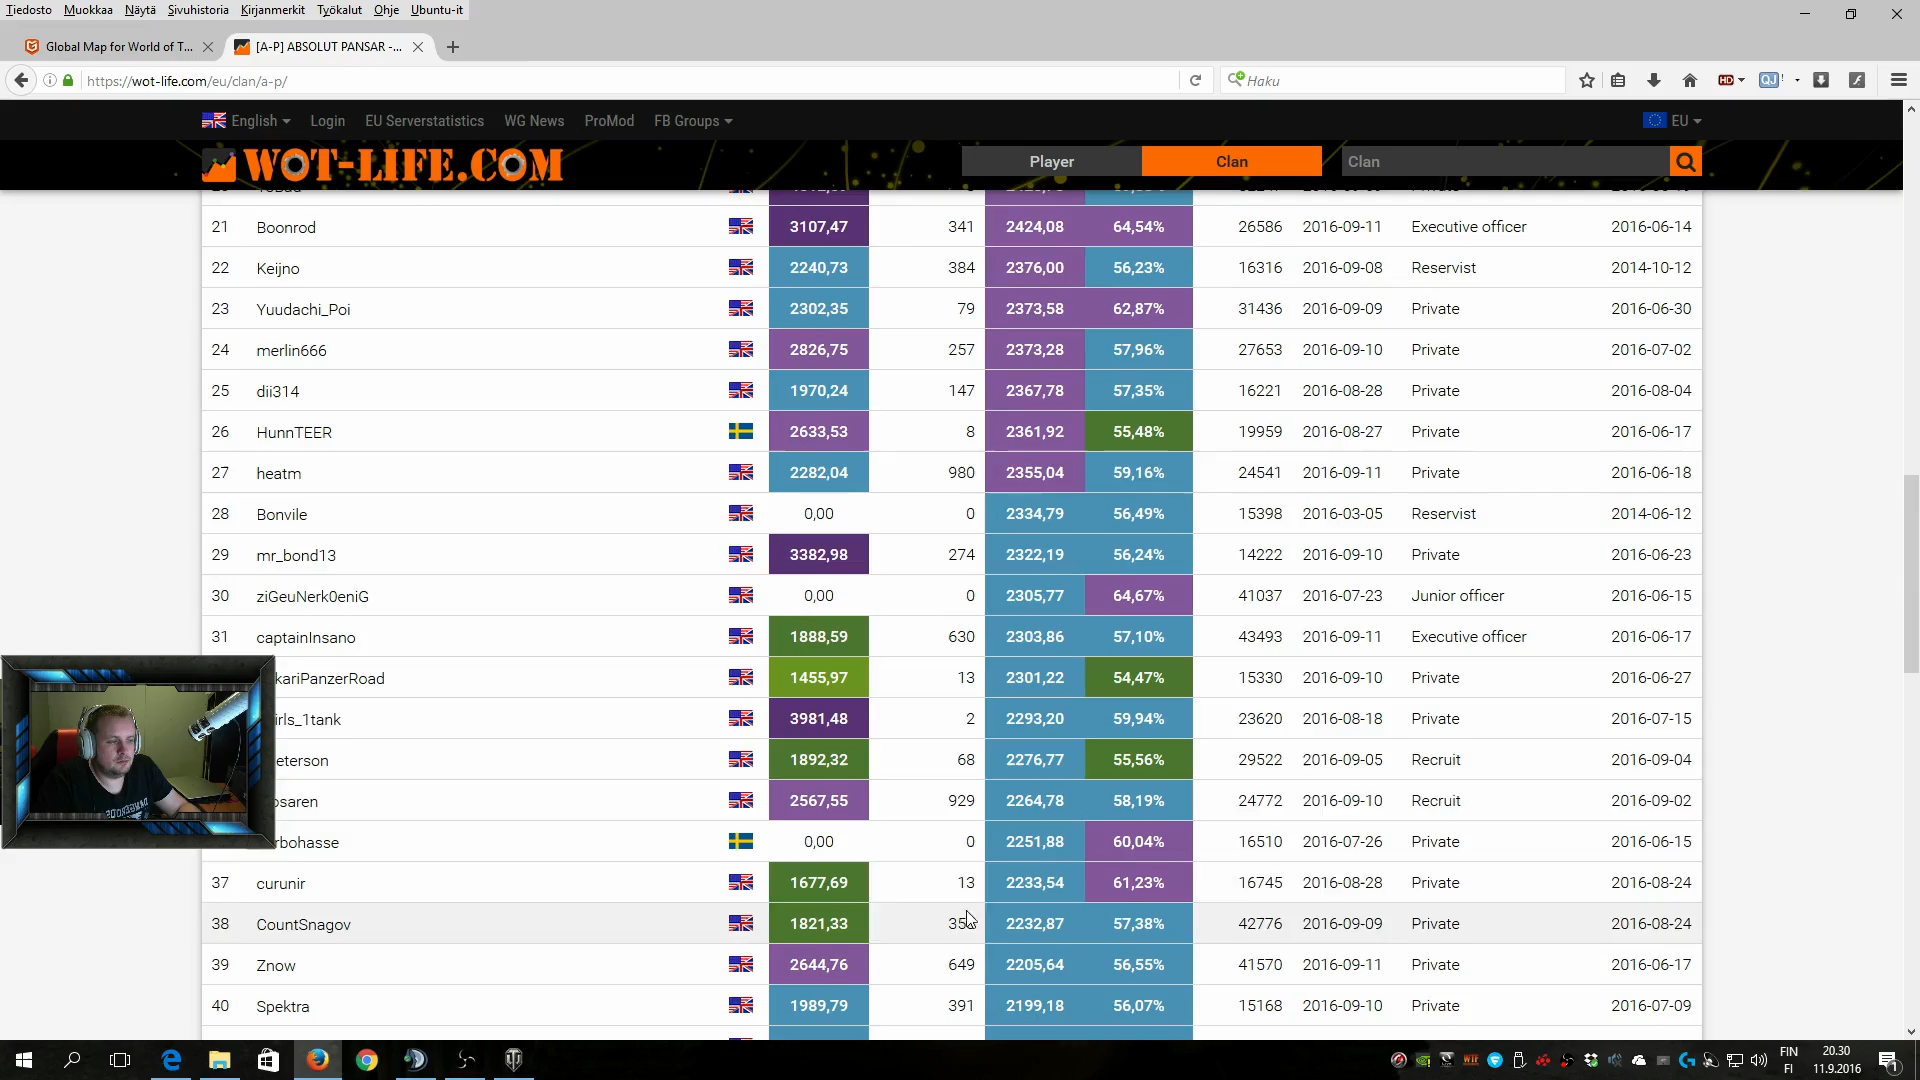 Tiedosto Muokkaa Näytä Sivuhistoria Kirjanmerkit Työkalut Ohje Ubuntu-it
Global Map for World of T... [A-P] ABSOLUT PANSAR -...
https://wot-life.com/eu/clan/a-p/ Haku HD QJ !
English Login EU Serverstatistics WG News ProMod FB Groups EU
WOT-LIFE.COM Player Clan Clan
21 Boonrod 3107,47 341 2424,08 64,54% 26586 2016-09-11 Executive officer 2016-06-14
22 Keijno 2240,73 384 2376,00 56,23% 16316 2016-09-08 Reservist 2014-10-12
23 Yuudachi_Poi 2302,35 79 2373,58 62,87% 31436 2016-09-09 Private 2016-06-30
24 merlin666 2826,75 257 2373,28 57,96% 27653 2016-09-10 Private 2016-07-02
25 dii314 1970,24 147 2367,78 57,35% 16221 2016-08-28 Private 2016-08-04
26 HunnTEER 2633,53 8 2361,92 55,48% 19959 2016-08-27 Private 2016-06-17
27 heatm 2282,04 980 2355,04 59,16% 24541 2016-09-11 Private 2016-06-18
28 Bonvile 0,00 0 2334,79 56,49% 15398 2016-03-05 Reservist 2014-06-12
29 mr_bond13 3382,98 274 2322,19 56,24% 14222 2016-09-10 Private 2016-06-23
30 ziGeuNerk0eniG 0,00 0 2305,77 64,67% 41037 2016-07-23 Junior officer 2016-06-15
31 captainInsano 1888,59 630 2303,86 57,10% 43493 2016-09-11 Executive officer 2016-06-17
kariPanzerRoad 1455,97 13 2301,22 54,47% 15330 2016-09-10 Private 2016-06-27
irls_1tank 3981,48 2 2293,20 59,94% 23620 2016-08-18 Private 2016-07-15
eterson 1892,32 68 2276,77 55,56% 29522 2016-09-05 Recruit 2016-09-04
osaren 2567,55 929 2264,78 58,19% 24772 2016-09-10 Recruit 2016-09-02
rbohasse 0,00 0 2251,88 60,04% 16510 2016-07-26 Private 2016-06-15
37 curunir 1677,69 13 2233,54 61,23% 16745 2016-08-28 Private 2016-08-24
38 CountSnagov 1821,33 35 2232,87 57,38% 42776 2016-09-09 Private 2016-08-24
39 Znow 2644,76 649 2205,64 56,55% 41570 2016-09-11 Private 2016-06-17
40 Spektra 1989,79 391 2199,18 56,07% 15168 2016-09-10 Private 2016-07-09
FIN 20.30
FI 11.9.2016 1